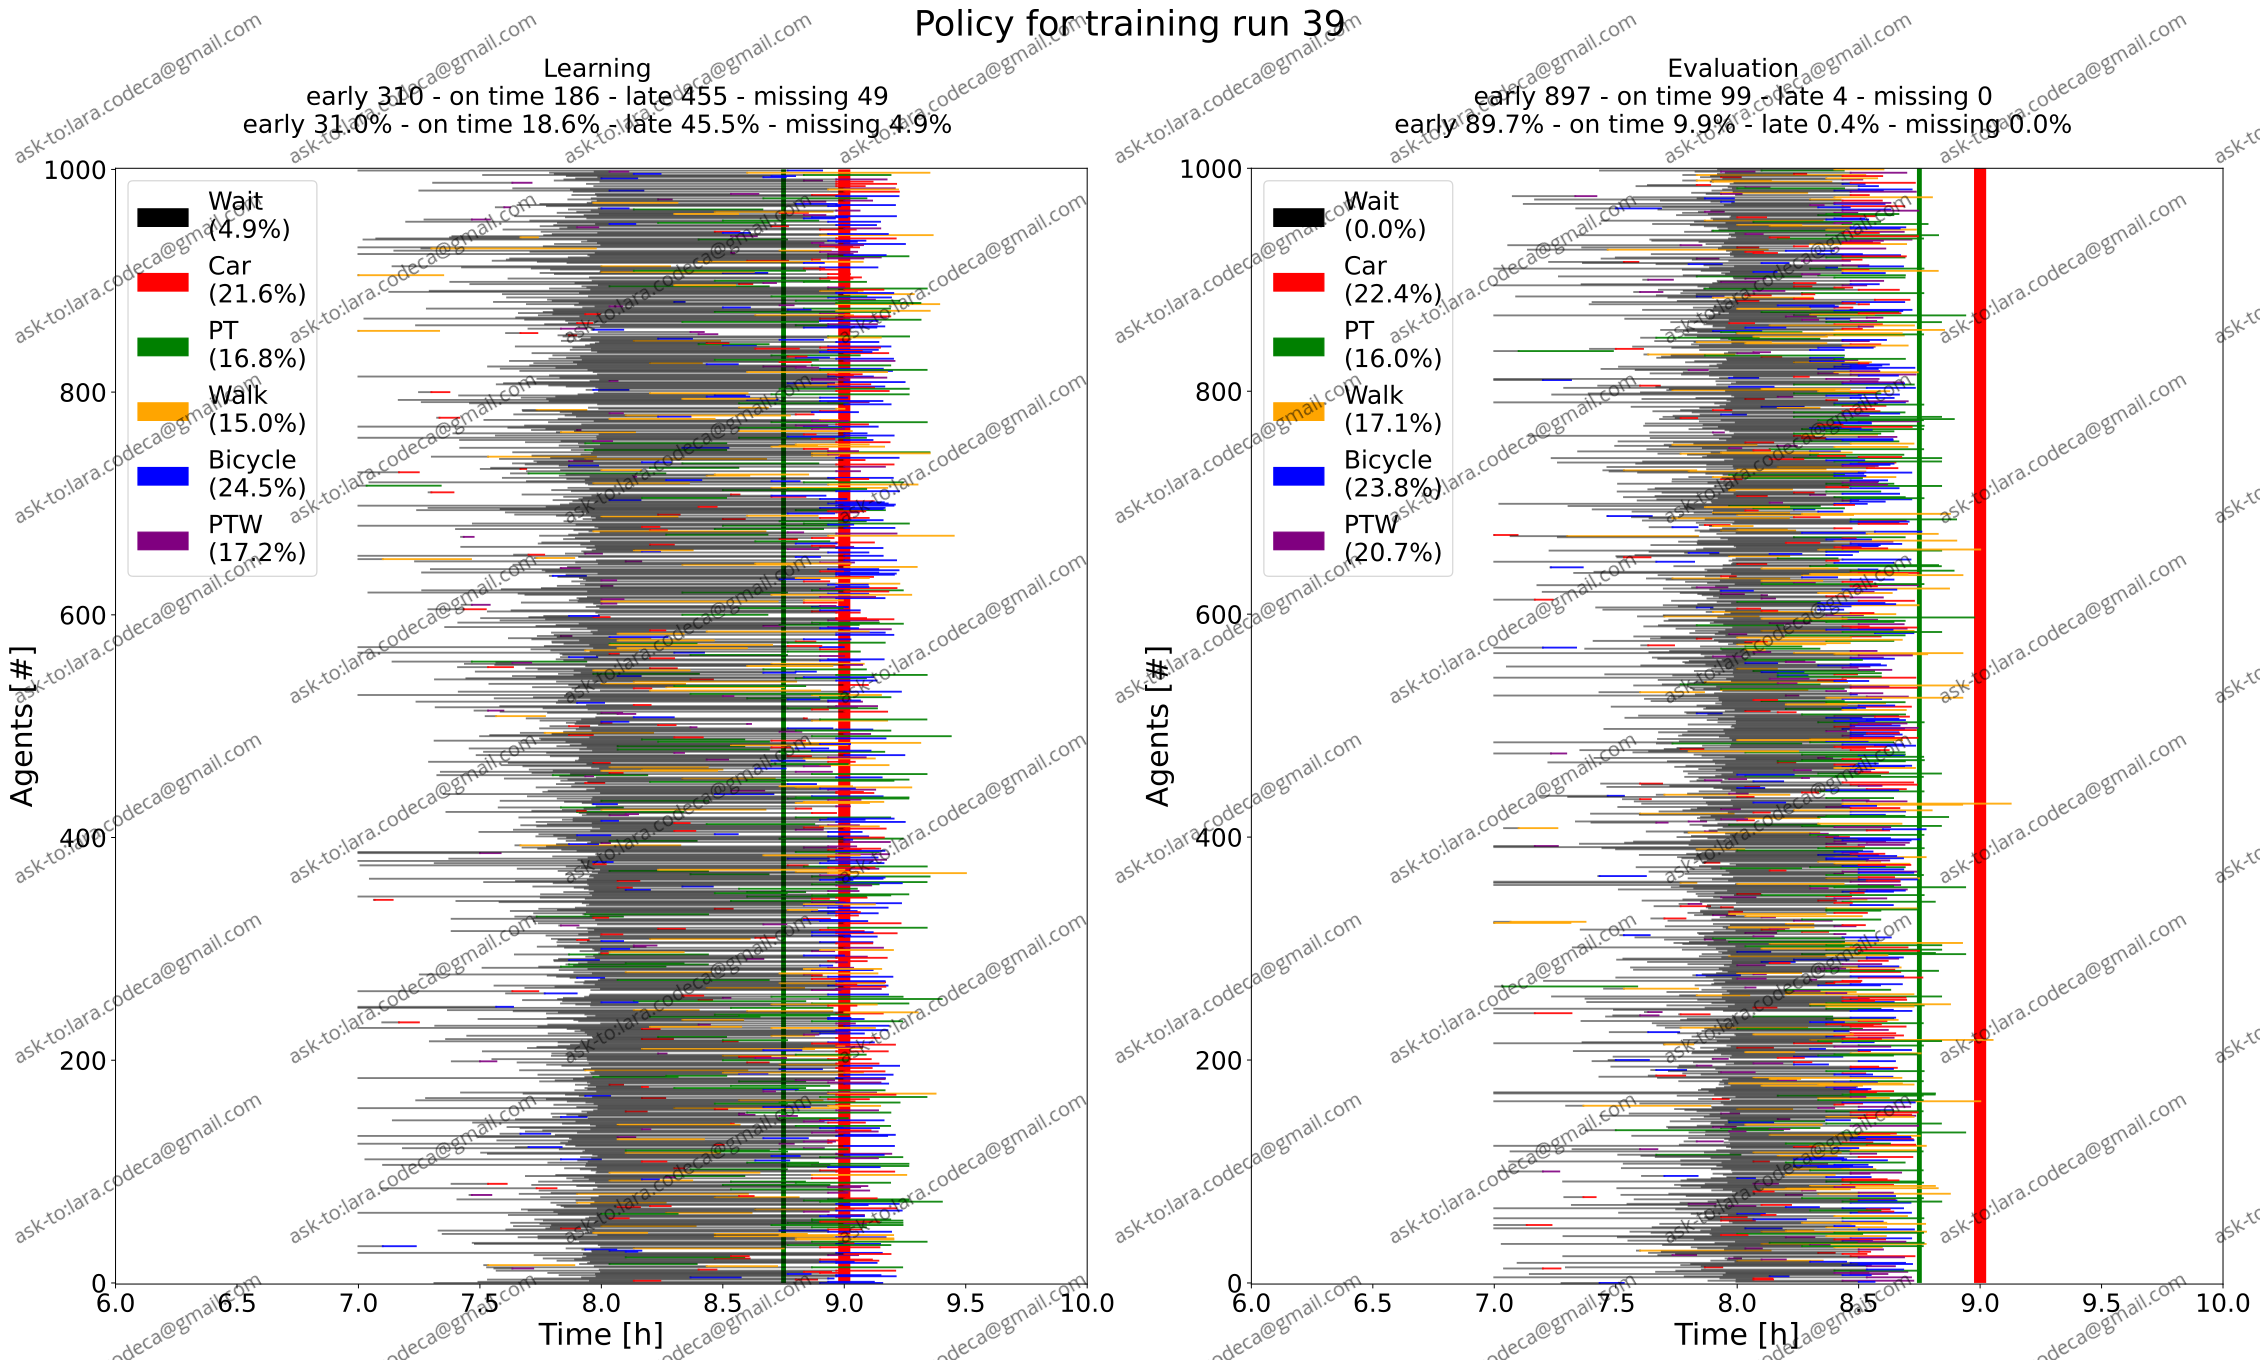 Policy for training run 39
Learning
early 310 - on time 186 - late 455 - missing 49
early 31.0% - on time 18.6% - late 45.5% - missing 4.9%
Wait
(4.9%)
Car
(21.6%)
PT
(16.8%)
Walk
(15.0%)
Bicycle
(24.5%)
PTW
(17.2%)
1000
800
600
400
200
0
Agents [#]
6.0 6.5 7.0 7.5 8.0 8.5 9.0 9.5 10.0
Time [h]
Evaluation
early 897 - on time 99 - late 4 - missing 0
early 89.7% - on time 9.9% - late 0.4% - missing 0.0%
Wait
(0.0%)
Car
(22.4%)
PT
(16.0%)
Walk
(17.1%)
Bicycle
(23.8%)
PTW
(20.7%)
1000
800
600
400
200
0
Agents [#]
6.0 6.5 7.0 7.5 8.0 8.5 9.0 9.5 10.0
Time [h]
ask-to:lara.codeca@gmail.com